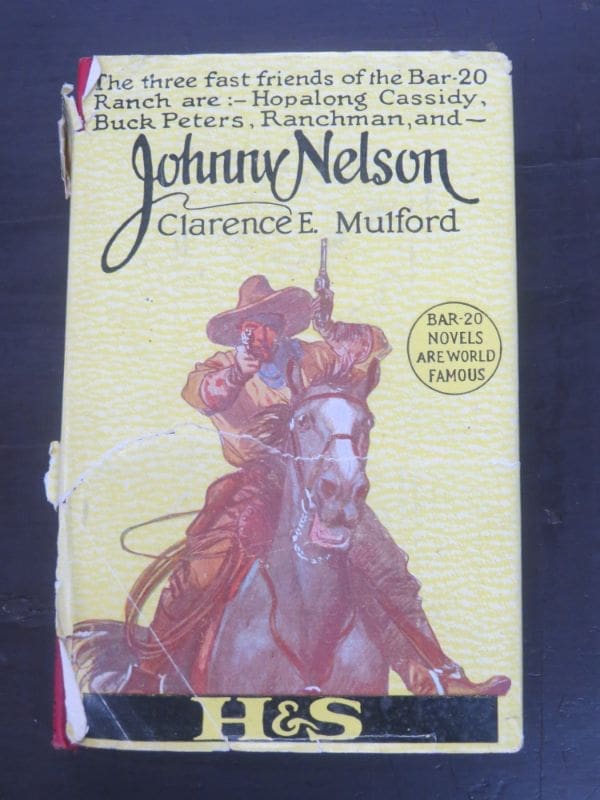 The three fast friends of the Bar-20
Ranch are :- Hopalong Cassidy,
Buck Peters, Ranchman, and—
Johnny Nelson
Clarence E. Mulford
BAR-20
NOVELS
ARE WORLD
FAMOUS
H&S